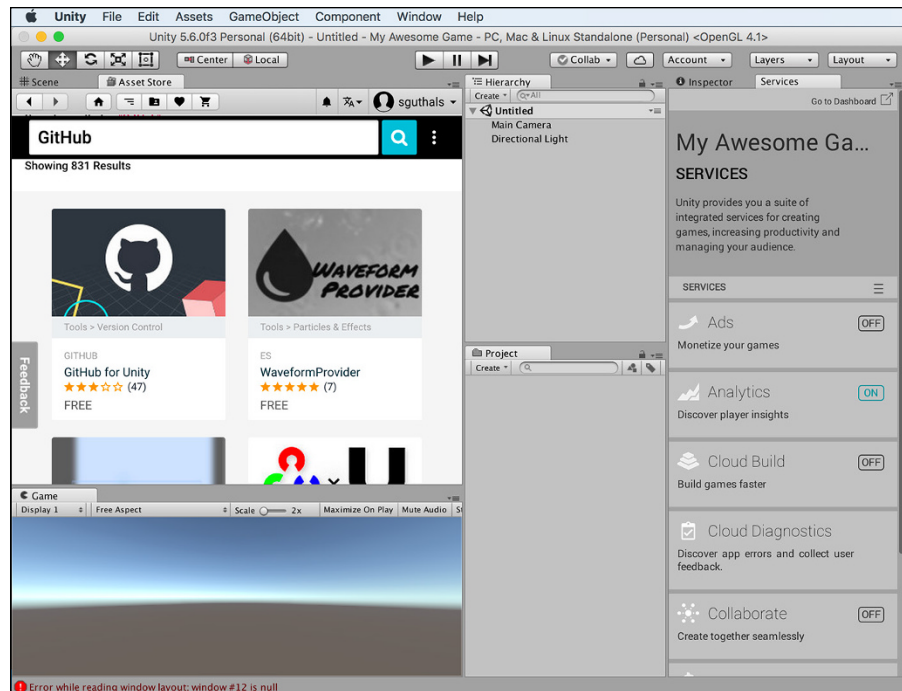 Unity File Edit Assets GameObject Component Window Help
Unity 5.6.0f3 Personal (64bit) - Untitled - My Awesome Game - PC, Mac & Linux Standalone (Personal) <OpenGL 4.1>
Center Local Collab Account Layers Layout
Scene Asset Store
sguthals
GitHub
Showing 831 Results
Tools > Version Control
GITHUB
GitHub for Unity
(47)
FREE
WAVEFORM
PROVIDER
Tools > Particles & Effects
ES
WaveformProvider
(7)
FREE
Feedback
× U
Game
Display 1 Free Aspect Scale 2x Maximize On Play Mute Audio
Hierarchy
Create All
Untitled
Main Camera
Directional Light
Project
Create
Inspector Services
Go to Dashboard
My Awesome Ga...
SERVICES
Unity provides you a suite of
integrated services for creating
games, increasing productivity and
managing your audience.
SERVICES
Ads OFF
Monetize your games
Analytics ON
Discover player insights
Cloud Build OFF
Build games faster
Cloud Diagnostics
Discover app errors and collect user
feedback.
Collaborate OFF
Create together seamlessly
Error while reading window layout: window #12 is null